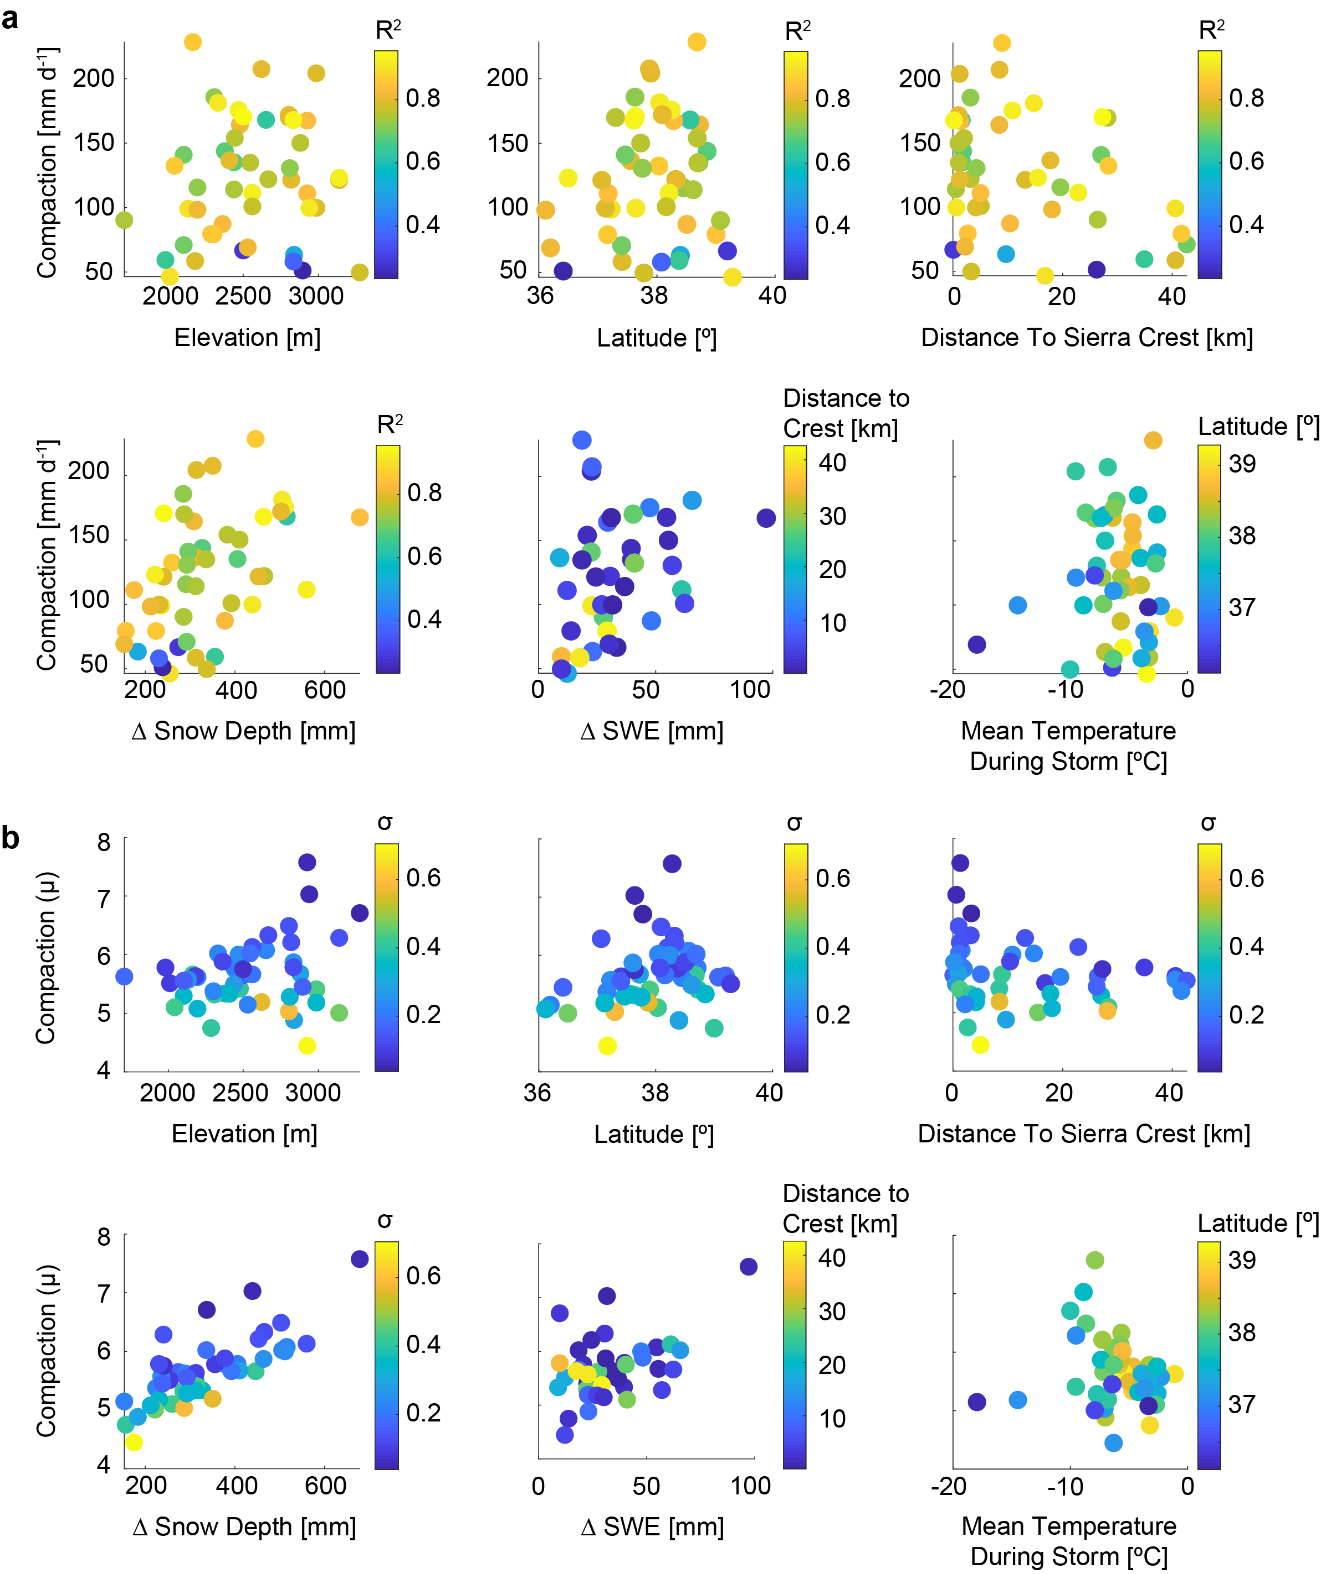 a
R²
R²
R²
Compaction [mm d⁻¹]
200
150
100
50
2000 2500 3000
Elevation [m]
0.8
0.6
0.4
200
150
100
50
36 38 40
Latitude [º]
0.8
0.6
0.4
200
150
100
50
0 20 40
Distance To Sierra Crest [km]
0.8
0.6
0.4
R²
Distance to
Crest [km]
Latitude [º]
Compaction [mm d⁻¹]
200
150
100
50
200 400 600
Δ Snow Depth [mm]
0.8
0.6
0.4
0 50 100
Δ SWE [mm]
40
30
20
10
-20 -10 0
Mean Temperature
During Storm [ºC]
39
38
37
b
σ
σ
σ
Compaction (μ)
8
7
6
5
4
2000 2500 3000
Elevation [m]
0.6
0.4
0.2
36 38 40
Latitude [º]
0.6
0.4
0.2
0 20 40
Distance To Sierra Crest [km]
0.6
0.4
0.2
σ
Distance to
Crest [km]
Latitude [º]
Compaction (μ)
8
7
6
5
4
200 400 600
Δ Snow Depth [mm]
0.6
0.4
0.2
0 50 100
Δ SWE [mm]
40
30
20
10
-20 -10 0
Mean Temperature
During Storm [ºC]
39
38
37